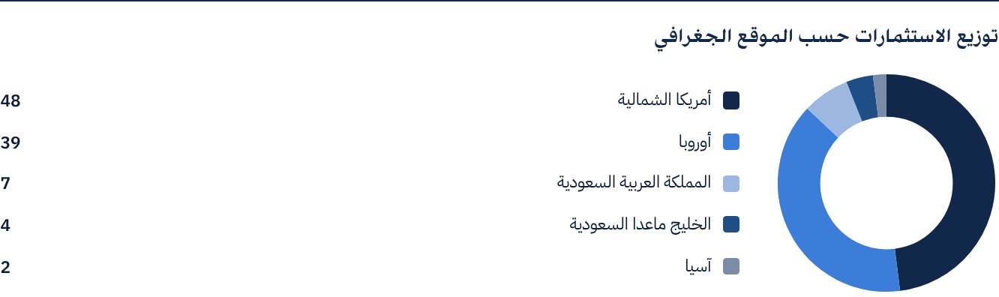 توزيع الاستثمارات حسب الموقع الجغرافي
أمريكا الشمالية 48
أوروبا 39
المملكة العربية السعودية 7
الخليج ماعدا السعودية 4
آسيا 2